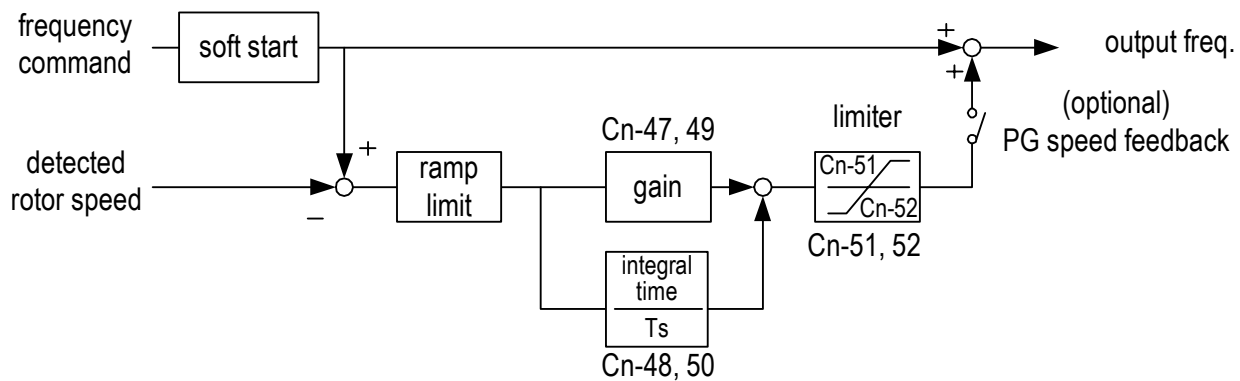 frequency
command
soft start
+
+
output freq.
(optional)
PG speed feedback
limiter
Cn-47, 49
detected
rotor speed
+
−
ramp
limit
gain
Cn-51
Cn-52
Cn-51, 52
integral
time
Ts
Cn-48, 50